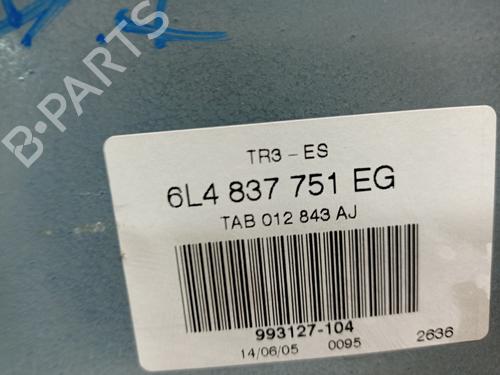 B-PARTS
TR3 - ES
6L4 837 751 EG
TAB 012 843 AJ
993127-104
14/06/05 0095 2636